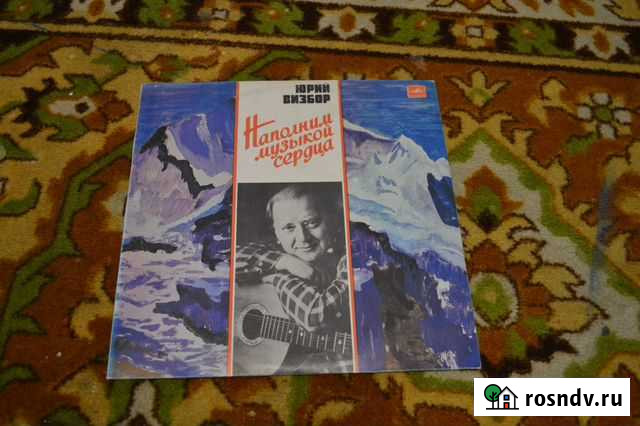 ЮРИЙ
ВИЗБОР
Наполним
музыкой
сердца
rosndv.ru